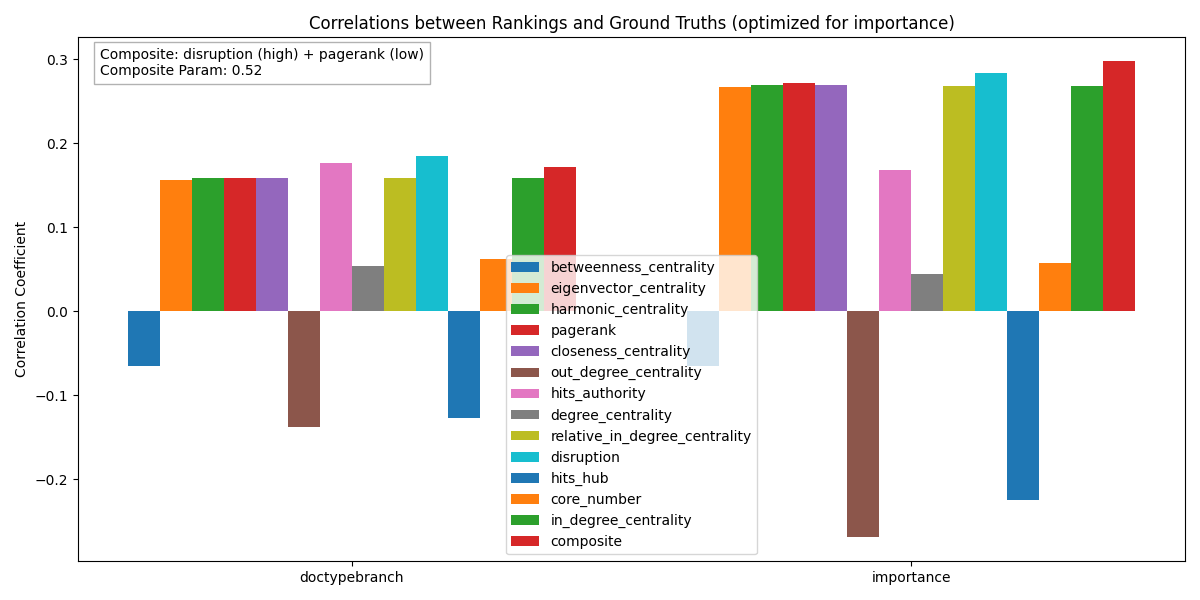 Correlations between Rankings and Ground Truths (optimized for importance)
Composite: disruption (high) + pagerank (low)
Composite Param: 0.52
Correlation Coefficient
0.3
0.2
0.1
0.0
−0.1
−0.2
betweenness_centrality
eigenvector_centrality
harmonic_centrality
pagerank
closeness_centrality
out_degree_centrality
hits_authority
degree_centrality
relative_in_degree_centrality
disruption
hits_hub
core_number
in_degree_centrality
composite
doctypebranch
importance